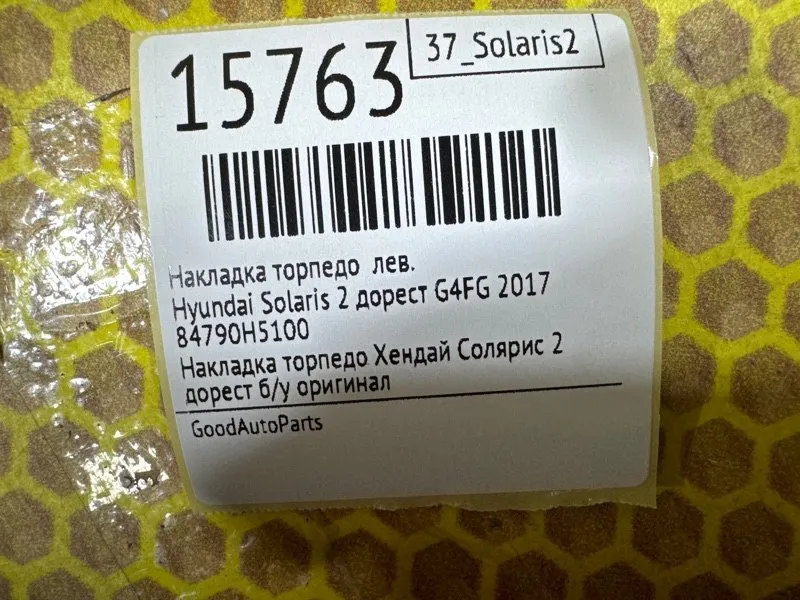 15763
37_Solaris2
Накладка торпедо лев.
Hyundai Solaris 2 дорест G4FG 2017
84790H5100
Накладка торпедо Хендай Солярис 2
дорест б/у оригинал
GoodAutoParts